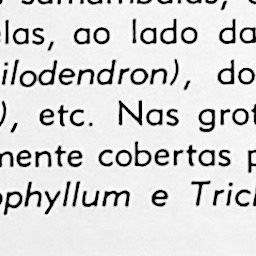 s samambaias, e
elas, ao lado da
ilodendron), do
), etc. Nas grot
mente cobertas p
ophyllum e Trich